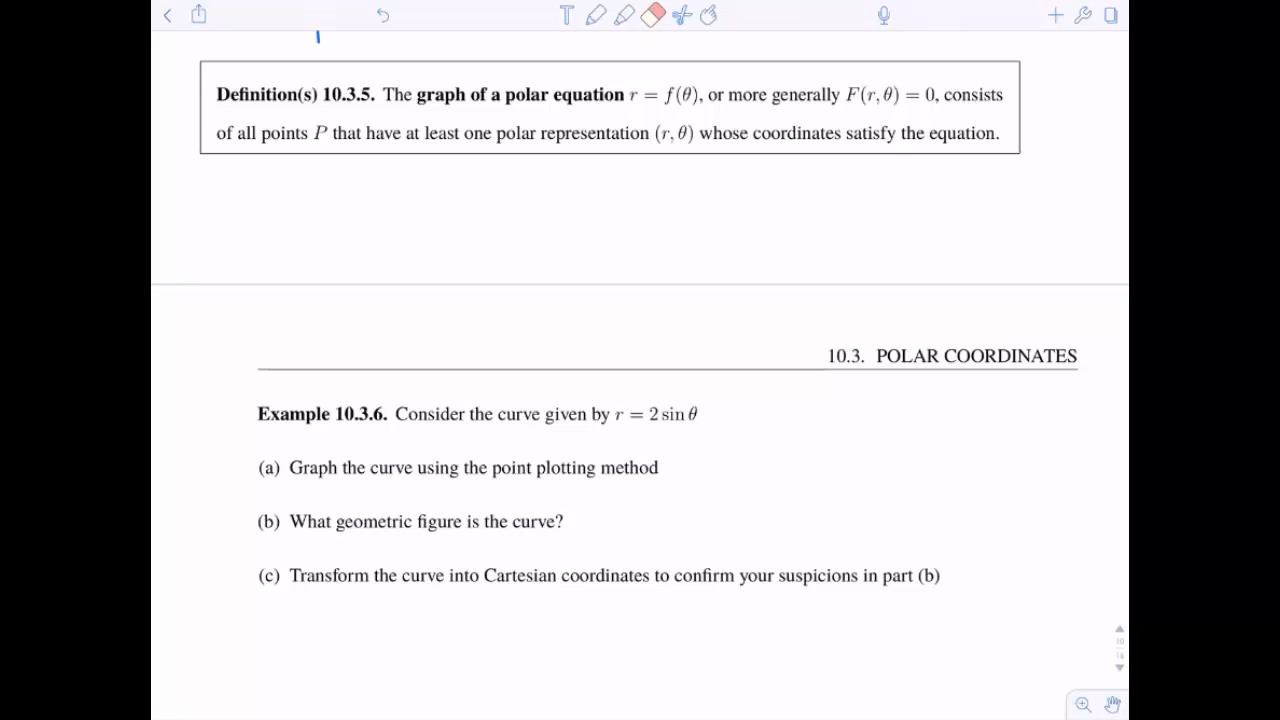 Definition(s) 10.3.5. The graph of a polar equation r = f(θ), or more generally F(r, θ) = 0, consists
of all points P that have at least one polar representation (r, θ) whose coordinates satisfy the equation.
10.3. POLAR COORDINATES
Example 10.3.6. Consider the curve given by r = 2 sin θ
(a) Graph the curve using the point plotting method
(b) What geometric figure is the curve?
(c) Transform the curve into Cartesian coordinates to confirm your suspicions in part (b)